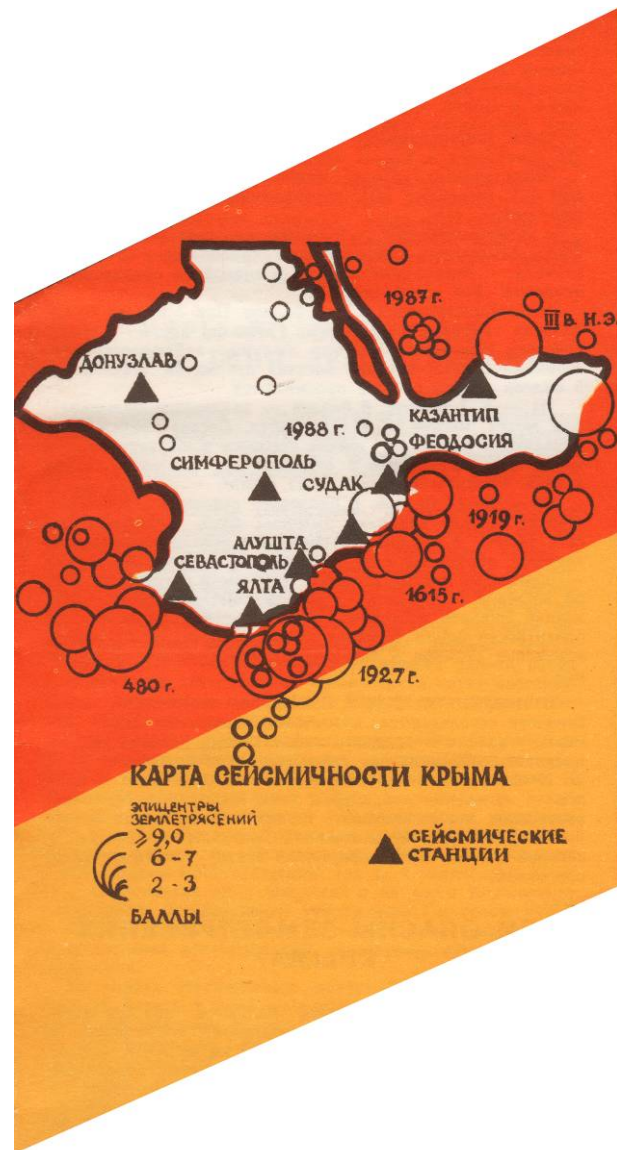 1987 г.
III в. н.э.
ДОНУЗЛАВ
КАЗАНТИП
1988 г.
ФЕОДОСИЯ
СИМФЕРОПОЛЬ
СУДАК
1919 г.
АЛУШТА
СЕВАСТОПОЛЬ
ЯЛТА
1615 г.
480 г.
1927 г.
КАРТА СЕЙСМИЧНОСТИ КРЫМА
ЭПИЦЕНТРЫ
ЗЕМЛЕТРЯСЕНИЙ
≥9,0
6-7
2-3
БАЛЛЫ
СЕЙСМИЧЕСКИЕ
СТАНЦИИ